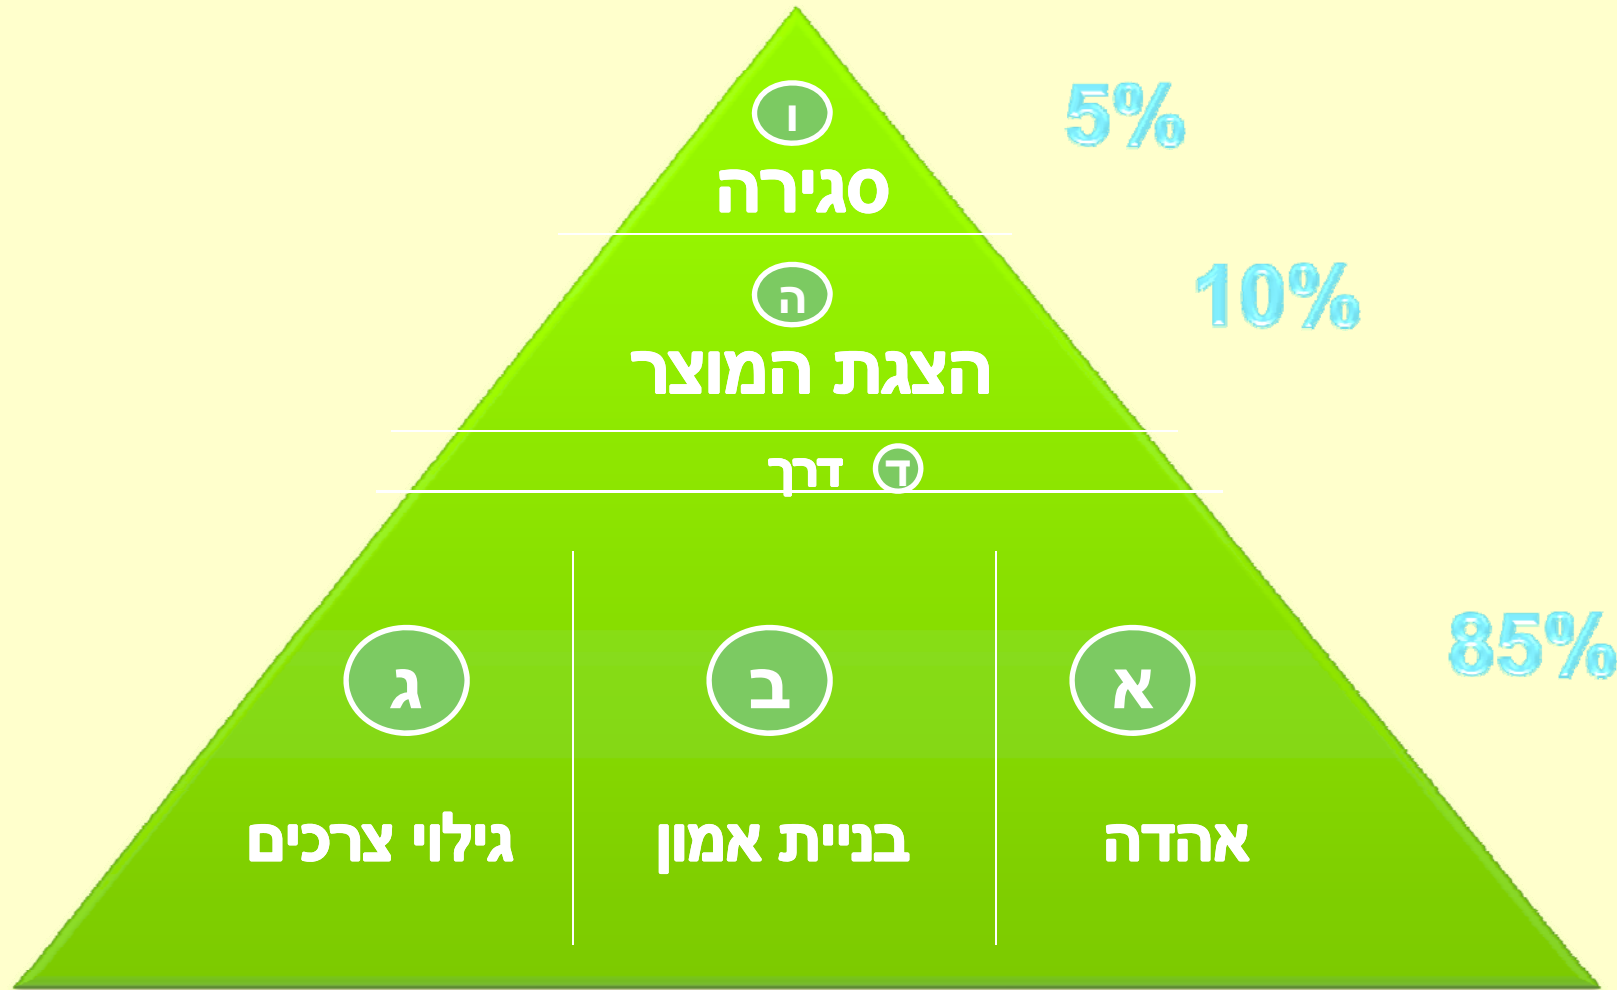 ו
5%
סגירה
ה
10%
הצגת המוצר
ד דרך
85%
א
ב
ג
אהדה
בניית אמון
גילוי צרכים